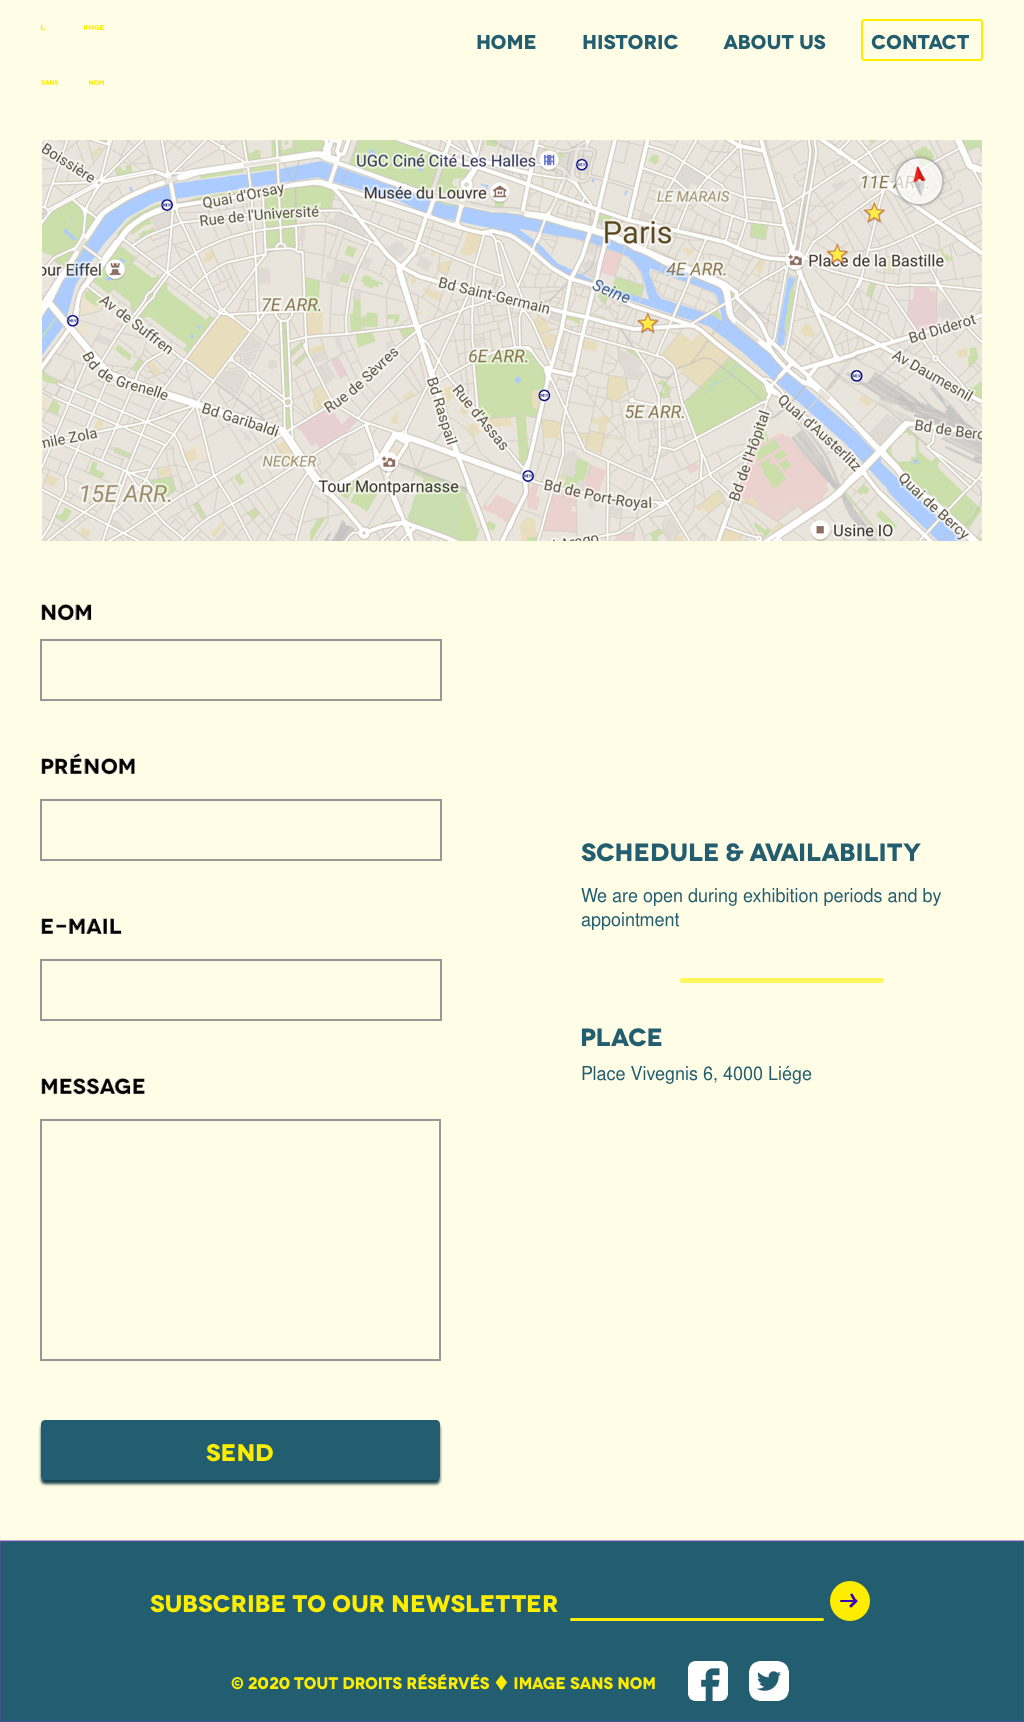 L IMAGE
SANS NOM
HOME HISTORIC ABOUT US CONTACT
Boissière
UGC Ciné Cité Les Halles
Quai d'Orsay
Musée du Louvre
LE MARAIS
11E
Rue de l'Université
Paris
Place de la Bastille
our Eiffel
4E ARR.
Bd Saint-Germain
Seine
7E ARR.
Av de Suffren
Bd Diderot
6E ARR.
Av Daumesnil
Bd de Grenelle
Rue de Sèvres
Bd Raspail
Rue d'Assas
5E ARR.
Bd Garibaldi
Quai d'Austerlitz
Bd de l'Hôpital
mile Zola
Bd de Berc
NECKER
Tour Montparnasse
15E ARR.
Bd de Port-Royal
Quai de Bercy
Usine IO
Arago
NOM
PRÉNOM
E-MAIL
MESSAGE
SEND
SCHEDULE & AVAILABILITY
We are open during exhibition periods and by
appointment
PLACE
Place Vivegnis 6, 4000 Liége
SUBSCRIBE TO OUR NEWSLETTER
© 2020 TOUT DROITS RÉSÉRVÉS ♦ IMAGE SANS NOM